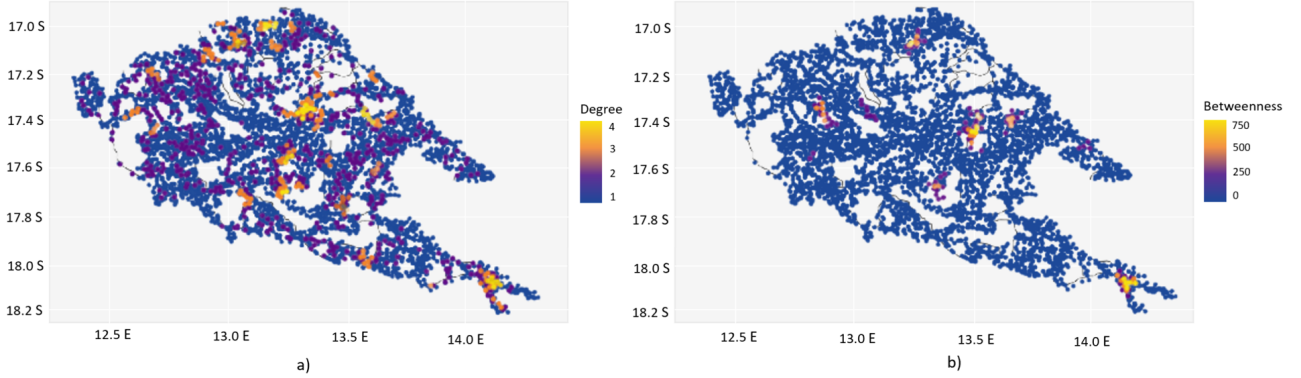 17.0 S
17.2 S
17.4 S
17.6 S
17.8 S
18.0 S
18.2 S
12.5 E
13.0 E
13.5 E
14.0 E
Degree
4
3
2
1
a)
17.0 S
17.2 S
17.4 S
17.6 S
17.8 S
18.0 S
18.2 S
12.5 E
13.0 E
13.5 E
14.0 E
Betweenness
750
500
250
0
b)